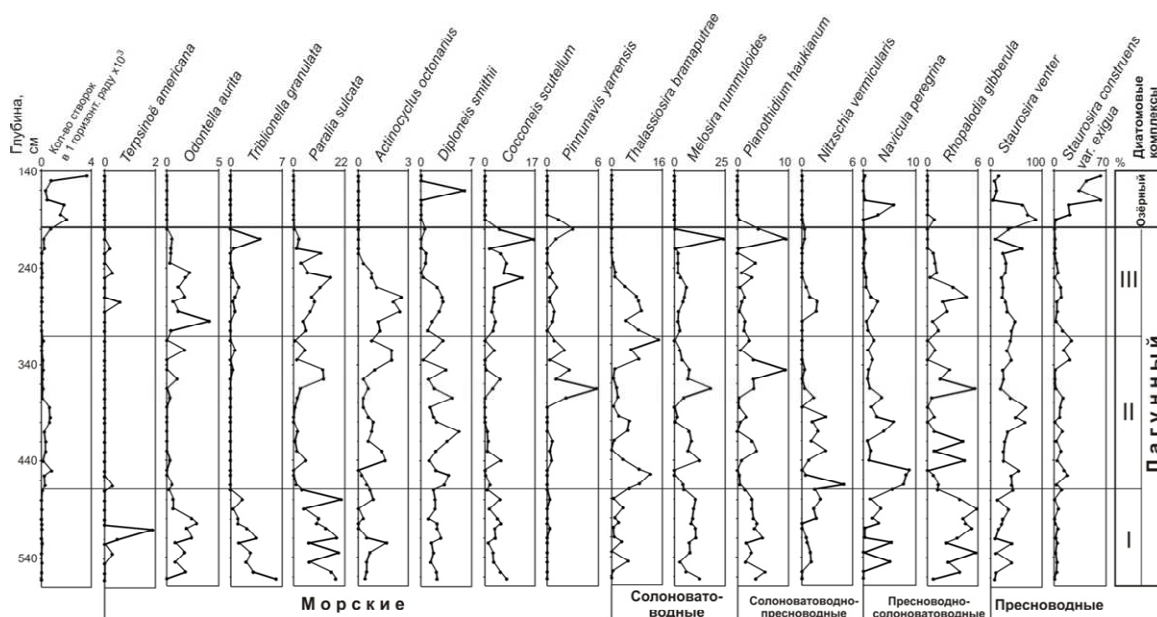 Глубина, см
Кол-во створок
в 1 горизонт. ряду x10³
Terpsinoë americana
Odontella aurita
Triblionella granulata
Paralia sulcata
Actinocyclus octonarius
Diploneis smithii
Cocconeis scutellum
Pinmunavis yarrensis
Thalassiosira bramaputrae
Melosira nummuloides
Planothidium haukianum
Nitzschia vermicularis
Navicula peregrina
Rhopalodia gibberula
Staurosira venter
Staurosira construens
var. exigua
Диатомовые
комплексы
0 4 0 2 0 5 0 7 0 22 0 3 0 7 0 17 0 6 0 16 0 25 0 10 0 6 0 10 0 6 0 100 0 70 %
140
240
340
440
540
Озёрный
III
II
I
Лагунный
Морские
Солоновато-
водные
Солоноватоводно-
пресноводные
Пресноводно-
солоноватоводные
Пресноводные